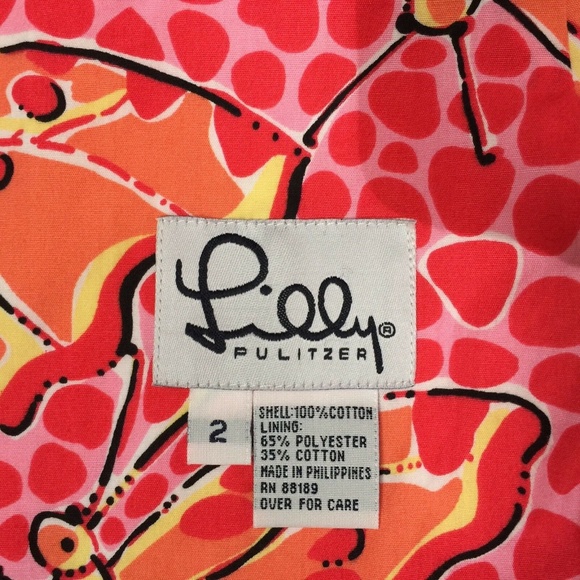 Lilly®
PULITZER
2
SHELL:100%COTTON
LINING:
65% POLYESTER
35% COTTON
MADE IN PHILIPPINES
RN 88189
OVER FOR CARE